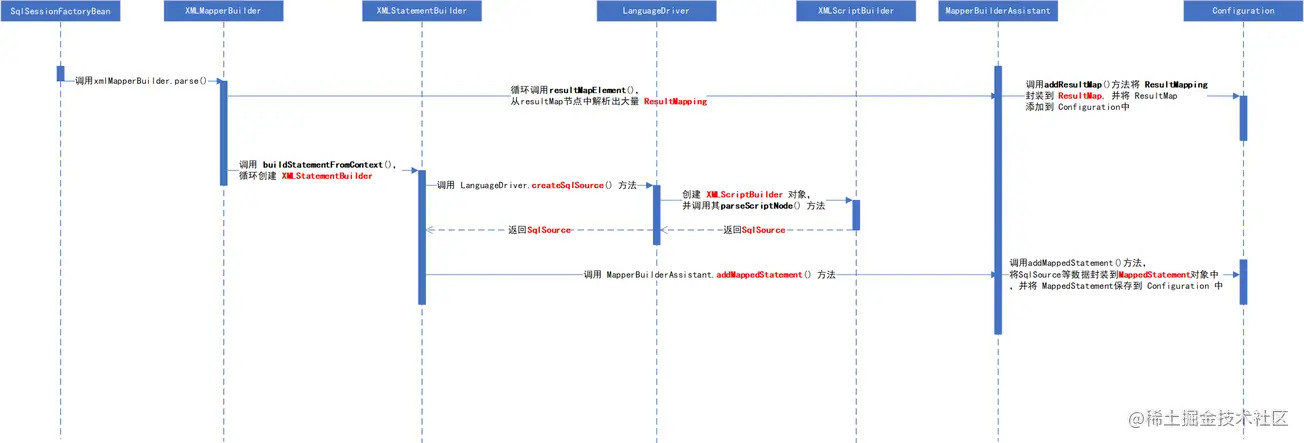 SqlSessionFactoryBean
XMLMapperBuilder
XMLStatementBuilder
LanguageDriver
XMLScriptBuilder
MapperBuilderAssistant
Configuration
调用xmlMapperBuilder.parse()
循环调用resultMapElement(),
从resultMap节点中解析出大量 ResultMapping
调用addResultMap()方法将 ResultMapping
封装到 ResultMap, 并将 ResultMap
添加到 Configuration中
调用 buildStatementFromContext(),
循环创建 XMLStatementBuilder
调用 LanguageDriver.createSqlSource() 方法
创建 XMLScriptBuilder 对象,
并调用其parseScriptNode() 方法
返回SqlSource
返回SqlSource
调用 MapperBuilderAssistant.addMappedStatement() 方法
调用addMappedStatement()方法,
将SqlSource等数据封装到MappedStatement对象中
, 并将 MappedStatement保存到 Configuration 中
@稀土掘金技术社区